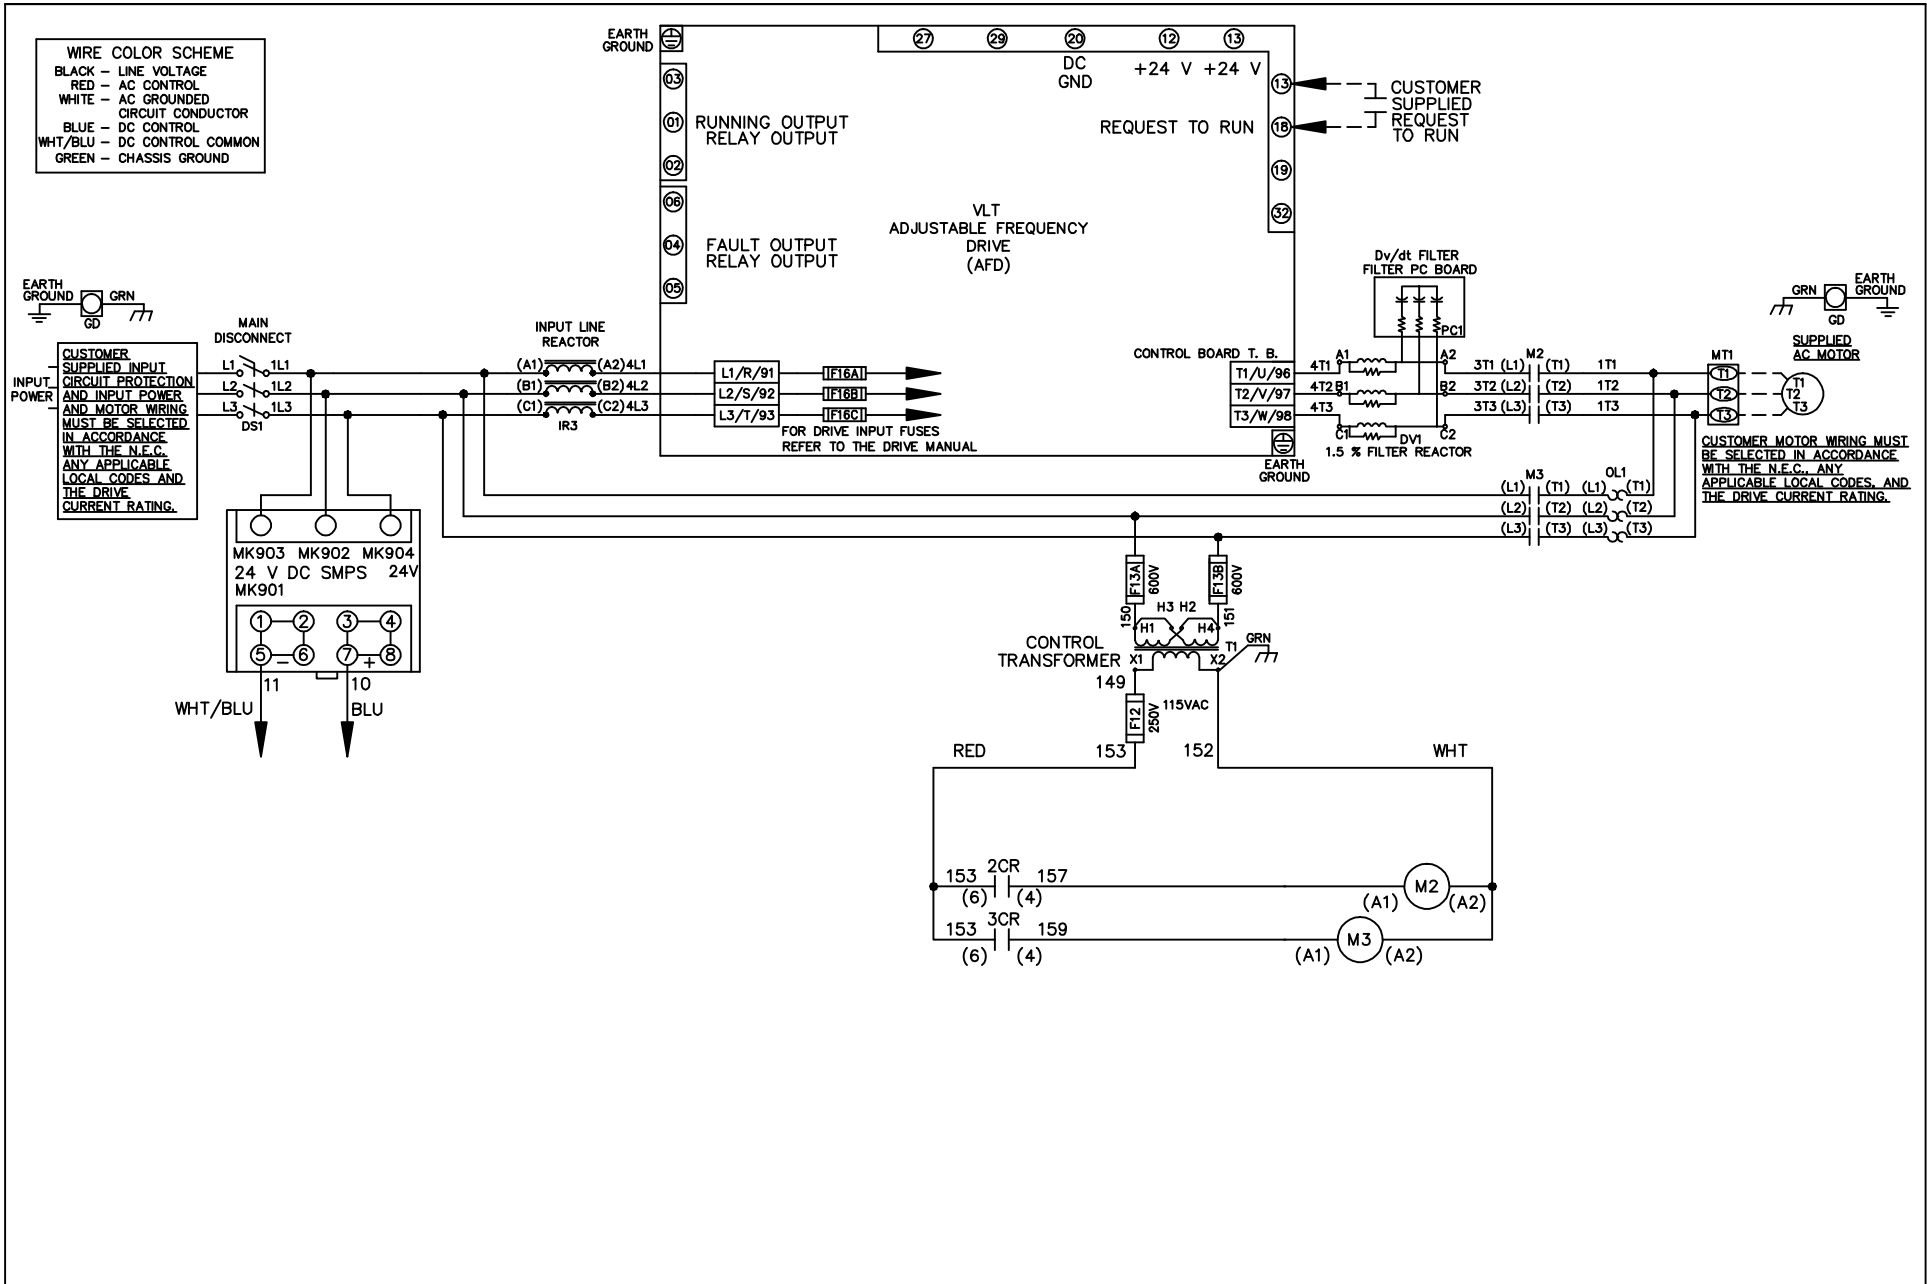 WIRE COLOR SCHEME
BLACK – LINE VOLTAGE
RED – AC CONTROL
WHITE – AC GROUNDED
CIRCUIT CONDUCTOR
BLUE – DC CONTROL
WHT/BLU – DC CONTROL COMMON
GREEN – CHASSIS GROUND
EARTH
GROUND
03
01
02
RUNNING OUTPUT
RELAY OUTPUT
06
04
05
FAULT OUTPUT
RELAY OUTPUT
27
29
20
12
13
DC
GND
+24 V
+24 V
13
REQUEST TO RUN
18
19
32
CUSTOMER
SUPPLIED
REQUEST
TO RUN
VLT
ADJUSTABLE FREQUENCY
DRIVE
(AFD)
EARTH
GROUND
GRN
GD
INPUT
POWER
CUSTOMER
SUPPLIED INPUT
CIRCUIT PROTECTION
AND INPUT POWER
AND MOTOR WIRING
MUST BE SELECTED
IN ACCORDANCE
WITH THE N.E.C.
ANY APPLICABLE
LOCAL CODES AND
THE DRIVE
CURRENT RATING.
MAIN
DISCONNECT
L1 1L1
L2 1L2
L3 1L3
DS1
INPUT LINE
REACTOR
(A1) (A2) 4L1
(B1) (B2) 4L2
(C1) (C2) 4L3
IR3
L1/R/91 F16A
L2/S/92 F16B
L3/T/93 F16C
FOR DRIVE INPUT FUSES
REFER TO THE DRIVE MANUAL
CONTROL BOARD T. B.
T1/U/96
T2/V/97
T3/W/98
EARTH
GROUND
Dv/dt FILTER
FILTER PC BOARD
PC1
4T1 A1 A2
4T2 B1 B2
4T3 C1 C2
DV1
1.5 % FILTER REACTOR
M2
3T1 (L1) (T1) 1T1
3T2 (L2) (T2) 1T2
3T3 (L3) (T3) 1T3
MT1
T1
T2
T3
GRN
EARTH
GROUND
GD
SUPPLIED
AC MOTOR
T1
T2
T3
CUSTOMER MOTOR WIRING MUST
BE SELECTED IN ACCORDANCE
WITH THE N.E.C., ANY
APPLICABLE LOCAL CODES, AND
THE DRIVE CURRENT RATING.
M3 OL1
(L1) (T1) (L1) (T1)
(L2) (T2) (L2) (T2)
(L3) (T3) (L3) (T3)
MK903 MK902 MK904
24 V DC SMPS 24V
MK901
1 2 3 4
5 – 6 7 + 8
11 10
WHT/BLU BLU
F13A
600V
F13B
600V
150
151
H3 H2
H1 H4
CONTROL
TRANSFORMER
X1 X2 T1
GRN
149
F12
250V
115VAC
153 152
RED WHT
2CR
153 157
(6) (4)
M2
(A1) (A2)
3CR
153 159
(6) (4)
M3
(A1) (A2)